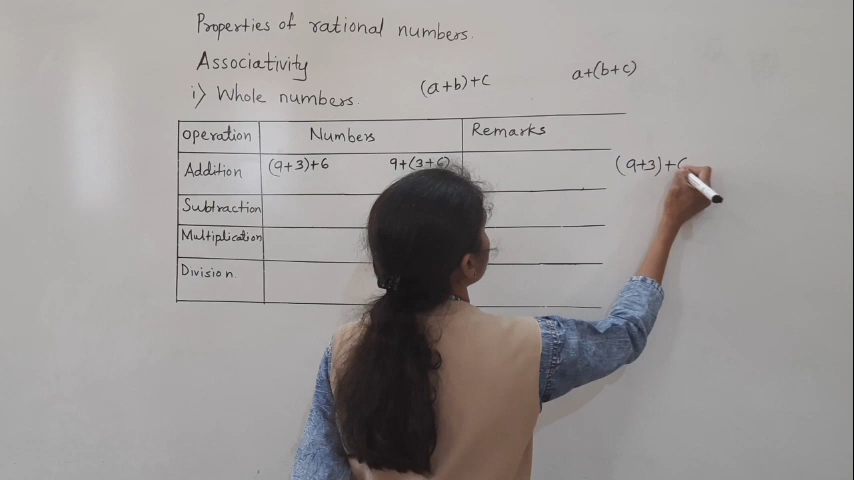 Properties of rational numbers.
Associativity
i) Whole numbers. (a+b)+c a+(b+c)
Operation Numbers Remarks
Addition (9+3)+6 9+(3+6) (9+3)+
Subtraction
Multiplication
Division.